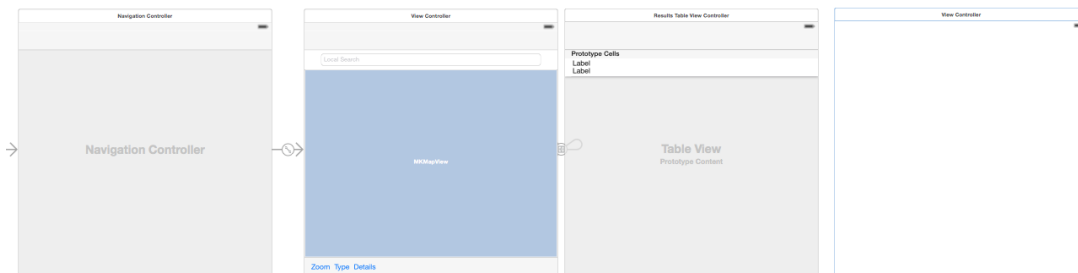 Navigation Controller
Navigation Controller
View Controller
Local Search
MKMapView
Zoom Type Details
Results Table View Controller
Prototype Cells
Label
Label
Table View
Prototype Content
View Controller